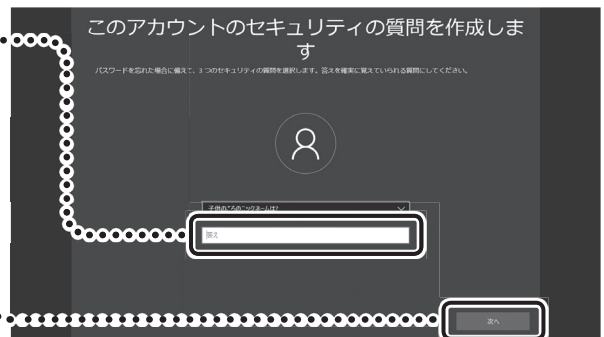 このアカウントのセキュリティの質問を作成しま
す
パスワードを忘れた場合に備えて、3 つのセキュリティの質問を選択します。答えを確実に覚えていられる質問にしてください。
子供のころのニックネームは?
答え
次へ